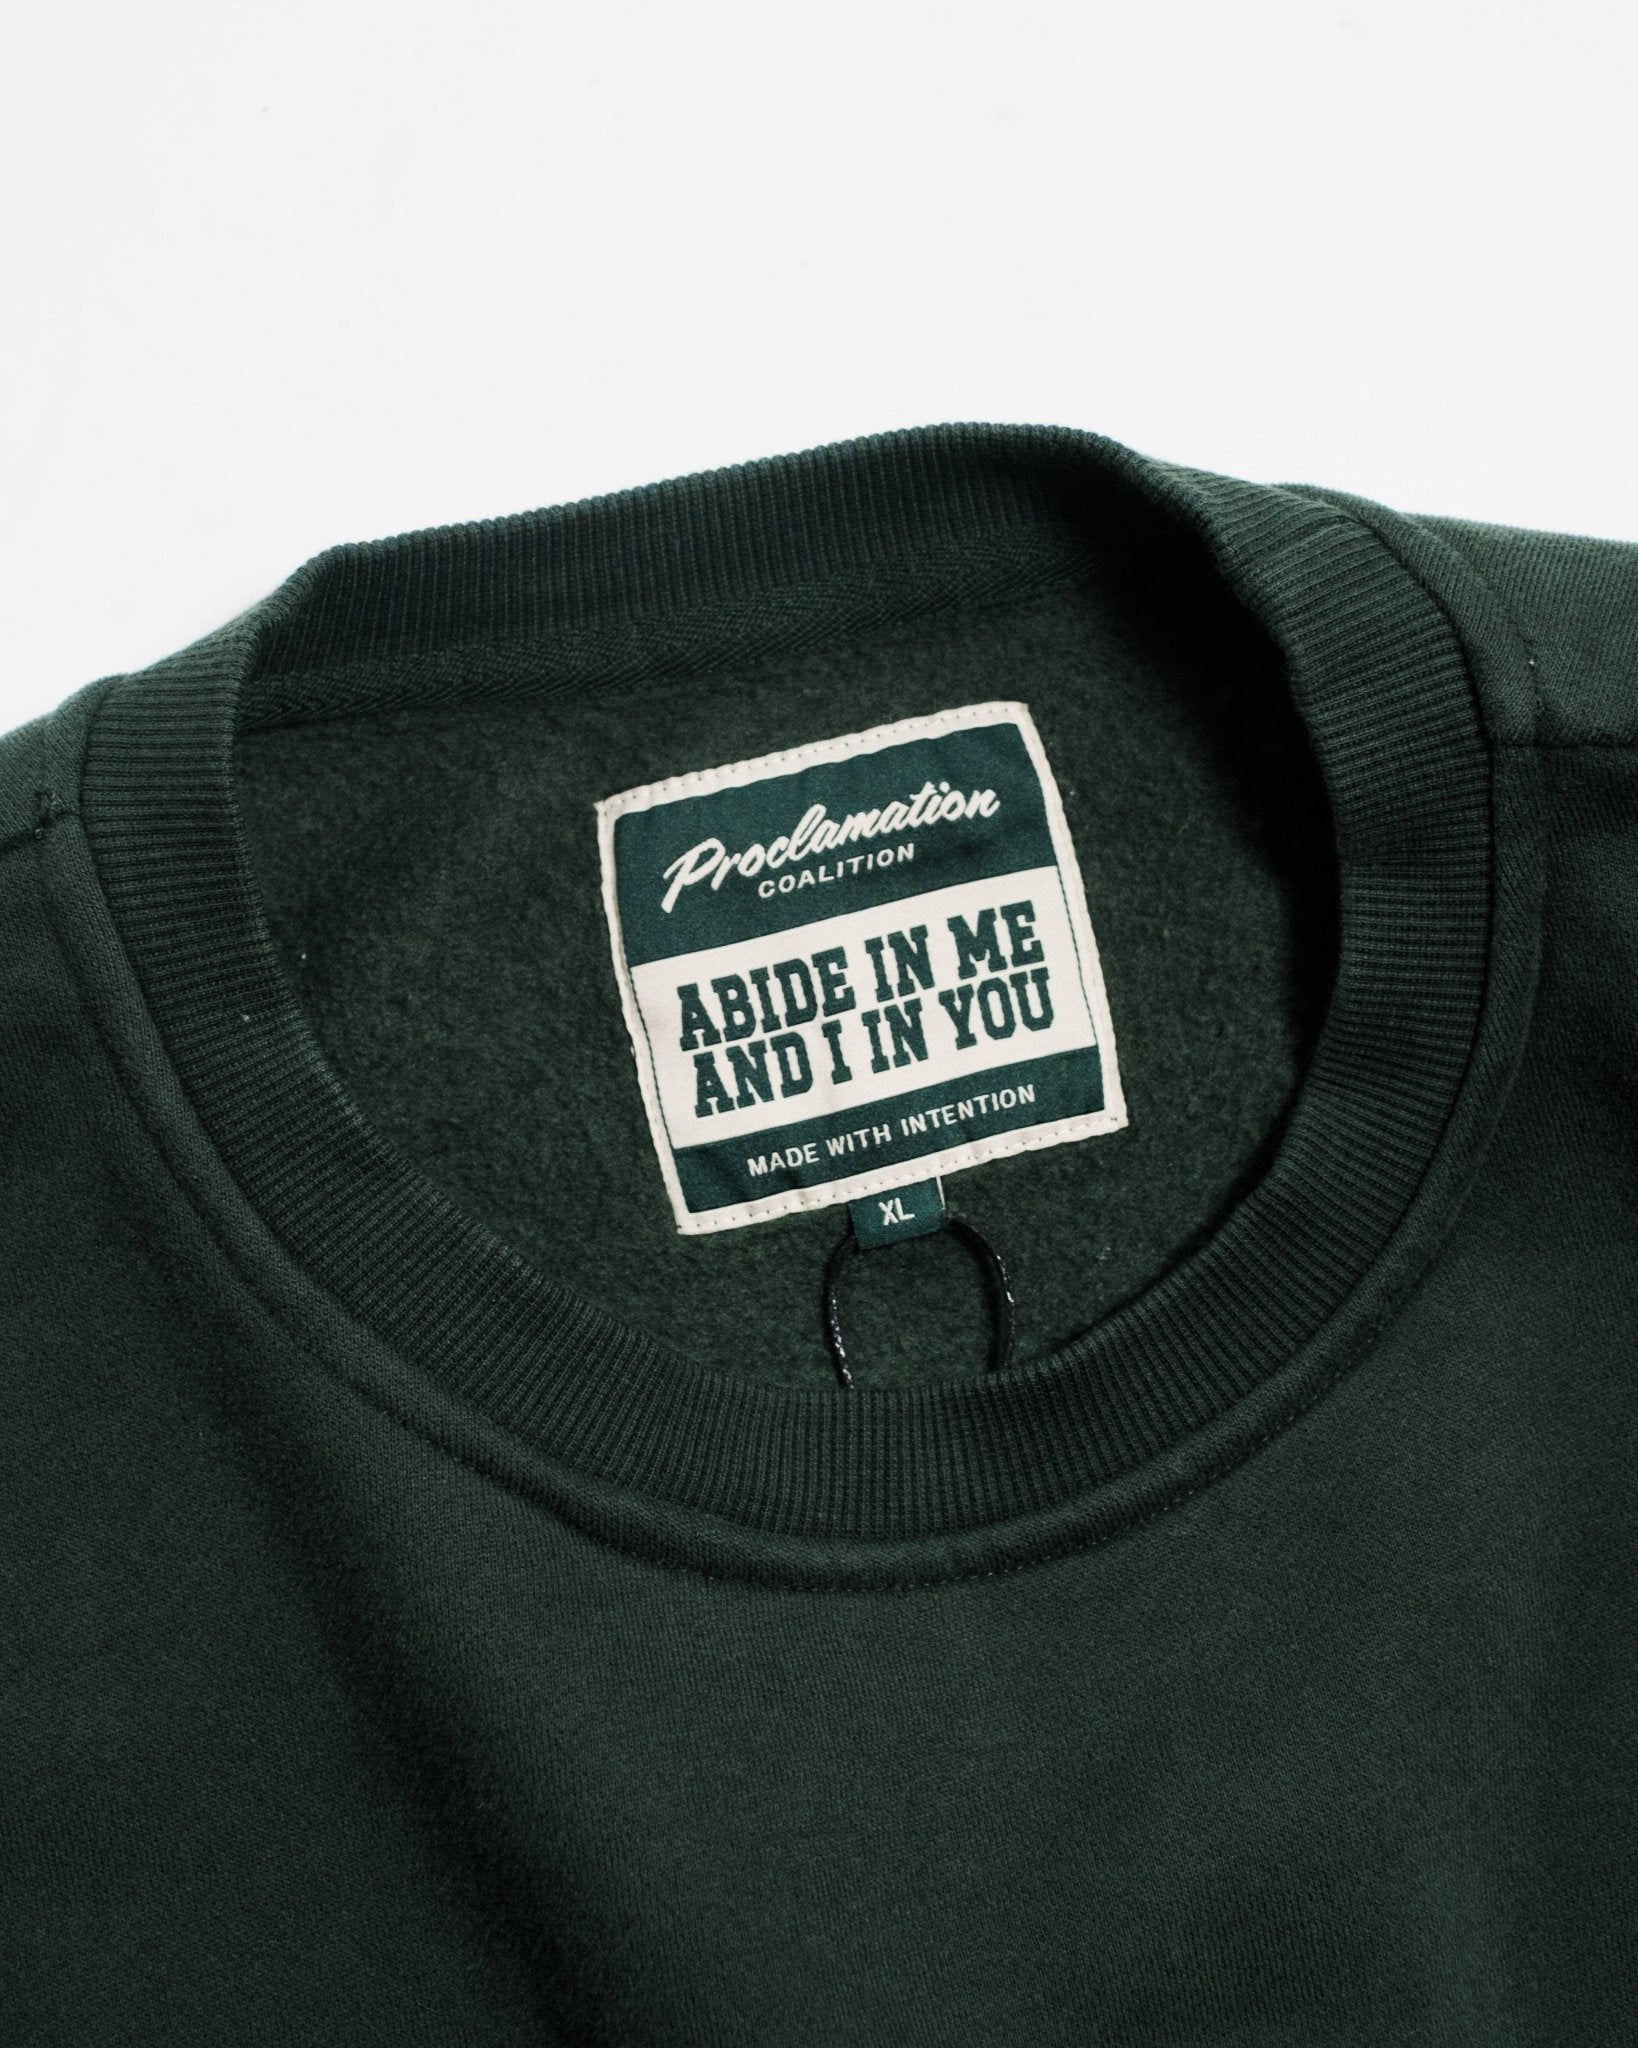 Proclamation
COALITION
ABIDE IN ME
AND I IN YOU
MADE WITH INTENTION
XL